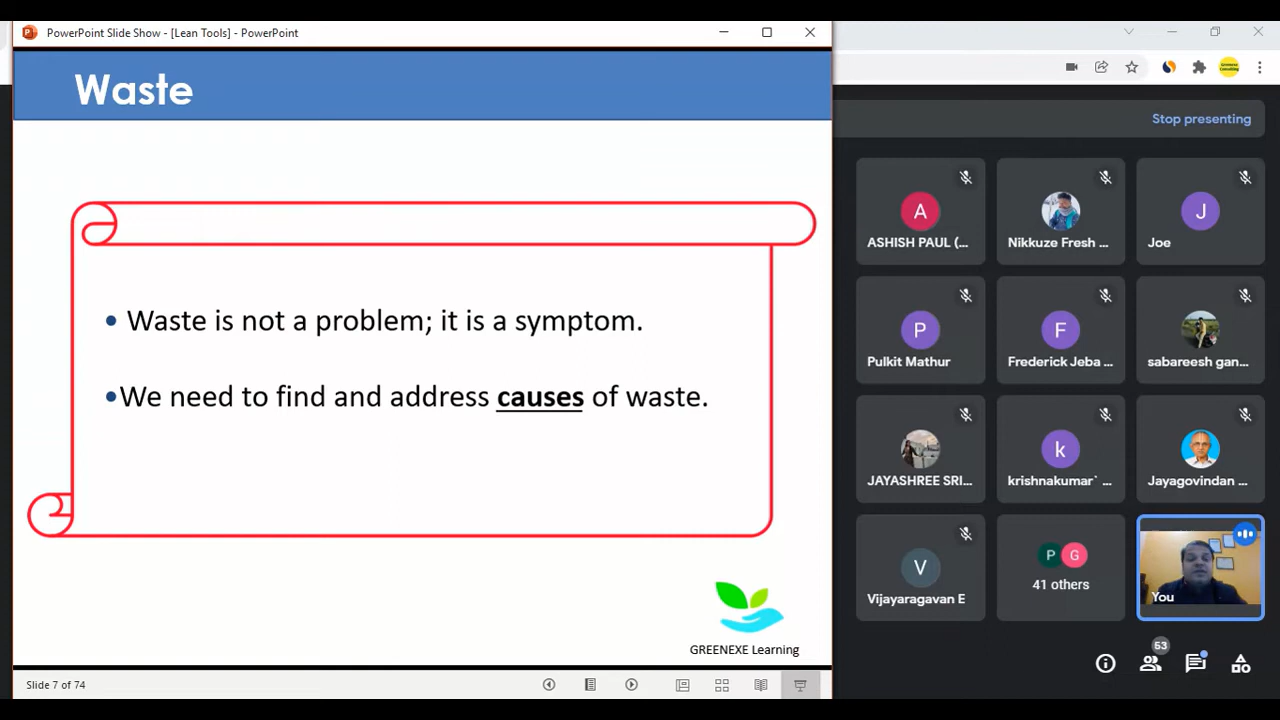 PowerPoint Slide Show - [Lean Tools] - PowerPoint
Waste
• Waste is not a problem; it is a symptom.
•We need to find and address causes of waste.
GREENEXE Learning
Slide 7 of 74
Stop presenting
A
ASHISH PAUL (...
Nikkuze Fresh ...
J
Joe
P
Pulkit Mathur
F
Frederick Jeba ...
sabareesh gan...
JAYASHREE SRI...
k
krishnakumar` ...
Jayagovindan ...
V
Vijayaragavan E
P G
41 others
You
53